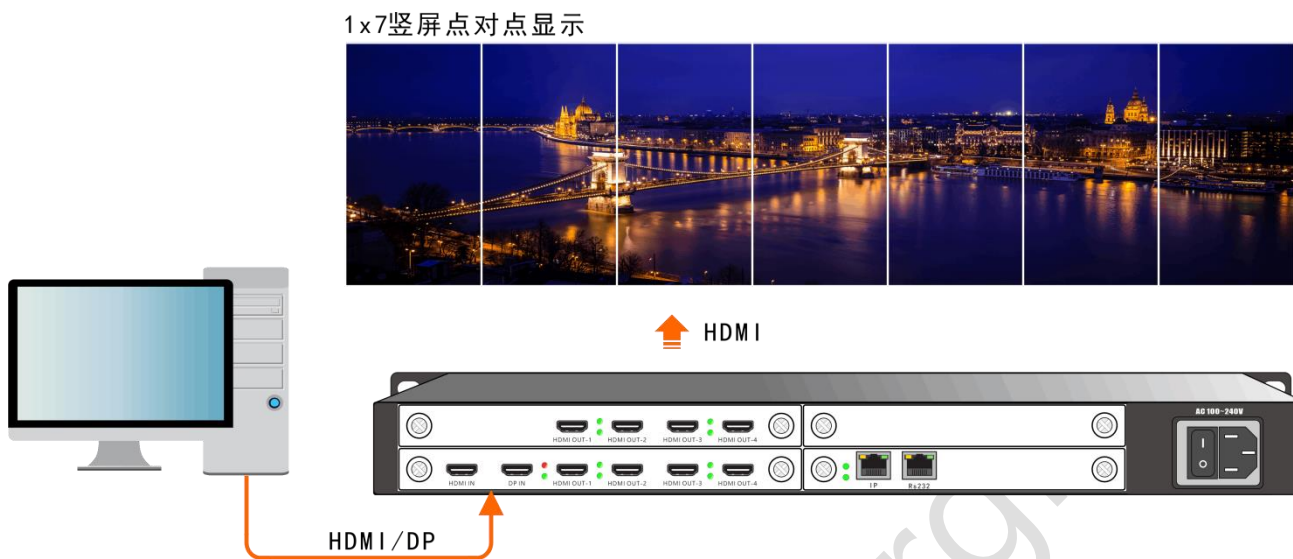 1x7竖屏点对点显示
HDMI
AC 100-240V
HDMI OUT-1 HDMI OUT-2 HDMI OUT-3 HDMI OUT-4
HDMI IN DP IN HDMI OUT-1 HDMI OUT-2 HDMI OUT-3 HDMI OUT-4 IP Rs232
HDMI/DP